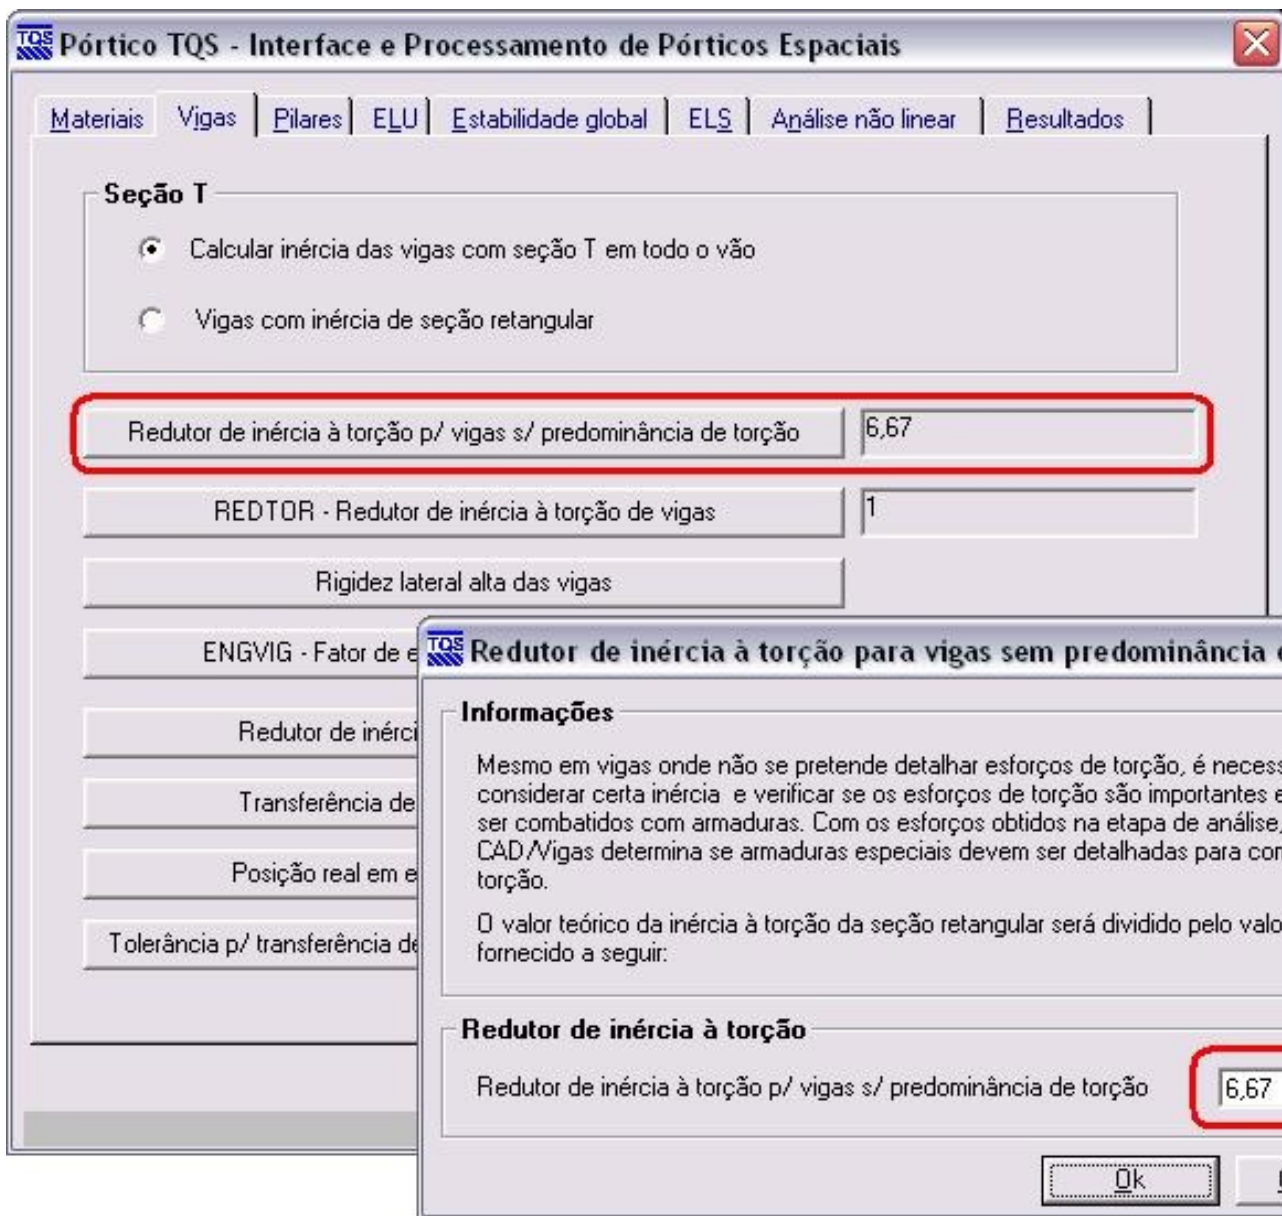 TQS Pórtico TQS - Interface e Processamento de Pórticos Espaciais
Materiais Vigas Pilares ELU Estabilidade global ELS Análise não linear Resultados
Seção T
Calcular inércia das vigas com seção T em todo o vão
Vigas com inércia de seção retangular
Redutor de inércia à torção p/ vigas s/ predominância de torção 6,67
REDTOR - Redutor de inércia à torção de vigas 1
Rigidez lateral alta das vigas
ENGVIG - Fator de e
Redutor de inérci
Transferência de
Posição real em e
Tolerância p/ transferência de
TQS Redutor de inércia à torção para vigas sem predominância
Informações
Mesmo em vigas onde não se pretende detalhar esforços de torção, é necess
considerar certa inércia e verificar se os esforços de torção são importantes e
ser combatidos com armaduras. Com os esforços obtidos na etapa de análise,
CAD/Vigas determina se armaduras especiais devem ser detalhadas para com
torção.
O valor teórico da inércia à torção da seção retangular será dividido pelo valo
fornecido a seguir:
Redutor de inércia à torção
Redutor de inércia à torção p/ vigas s/ predominância de torção 6,67
Ok